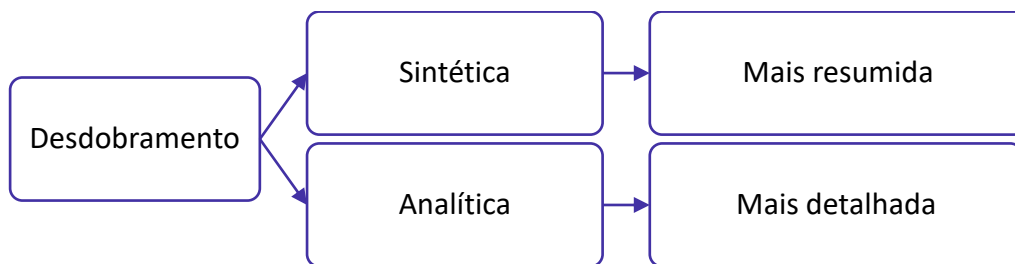 Desdobramento
Sintética
Mais resumida
Analítica
Mais detalhada